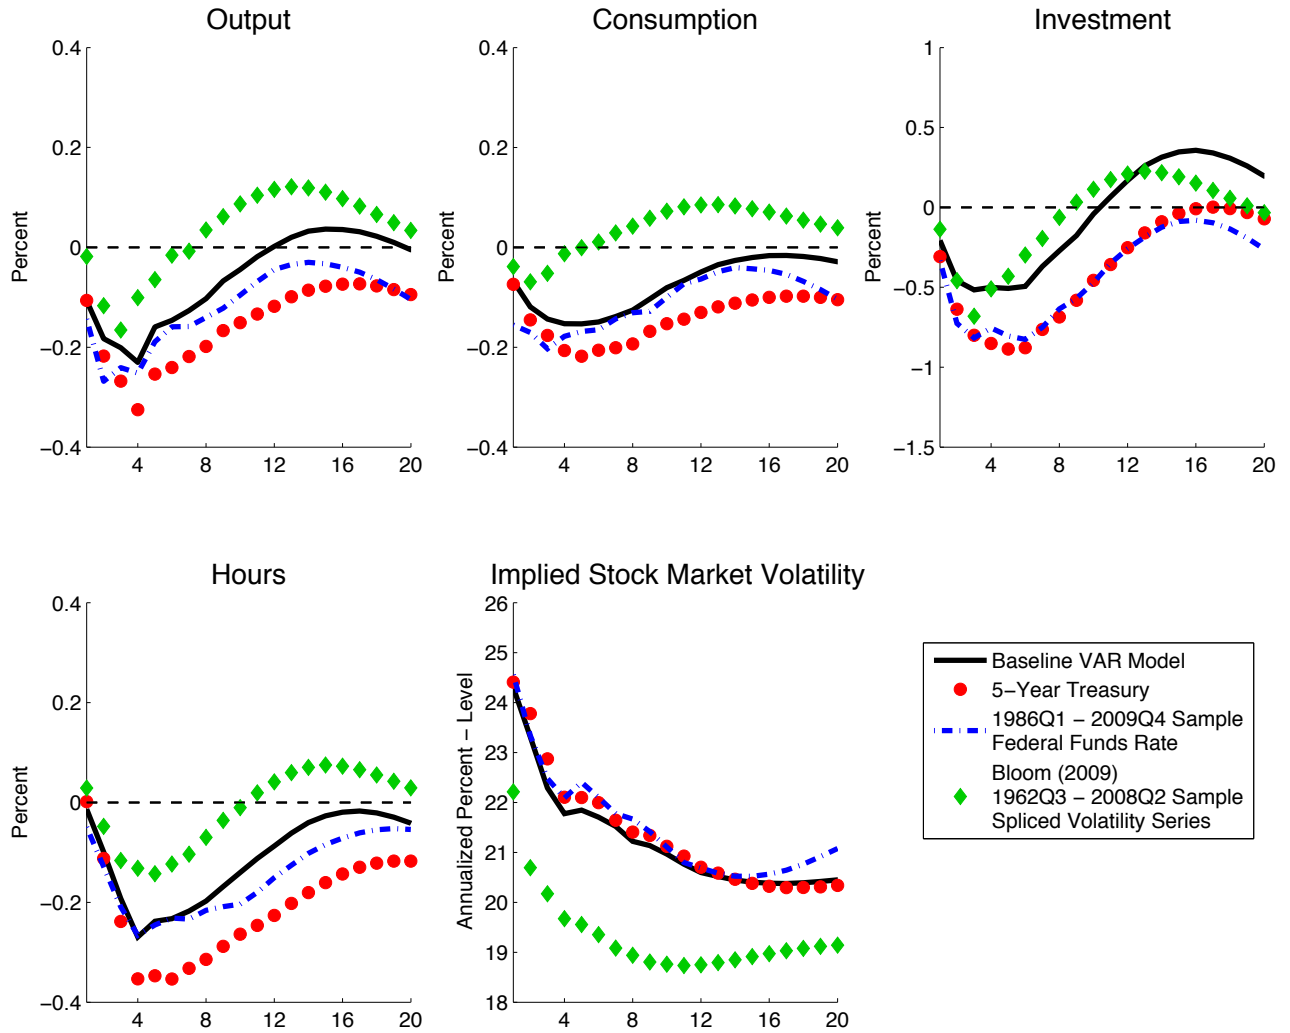 Output
Percent
0.4
0.2
0
−0.2
−0.4
4 8 12 16 20
Consumption
Percent
0.4
0.2
0
−0.2
−0.4
4 8 12 16 20
Investment
Percent
1
0.5
0
−0.5
−1
−1.5
4 8 12 16 20
Hours
Percent
0.4
0.2
0
−0.2
−0.4
4 8 12 16 20
Implied Stock Market Volatility
Annualized Percent − Level
26
25
24
23
22
21
20
19
18
4 8 12 16 20
Baseline VAR Model
5−Year Treasury
1986Q1 − 2009Q4 Sample
Federal Funds Rate
Bloom (2009)
1962Q3 − 2008Q2 Sample
Spliced Volatility Series